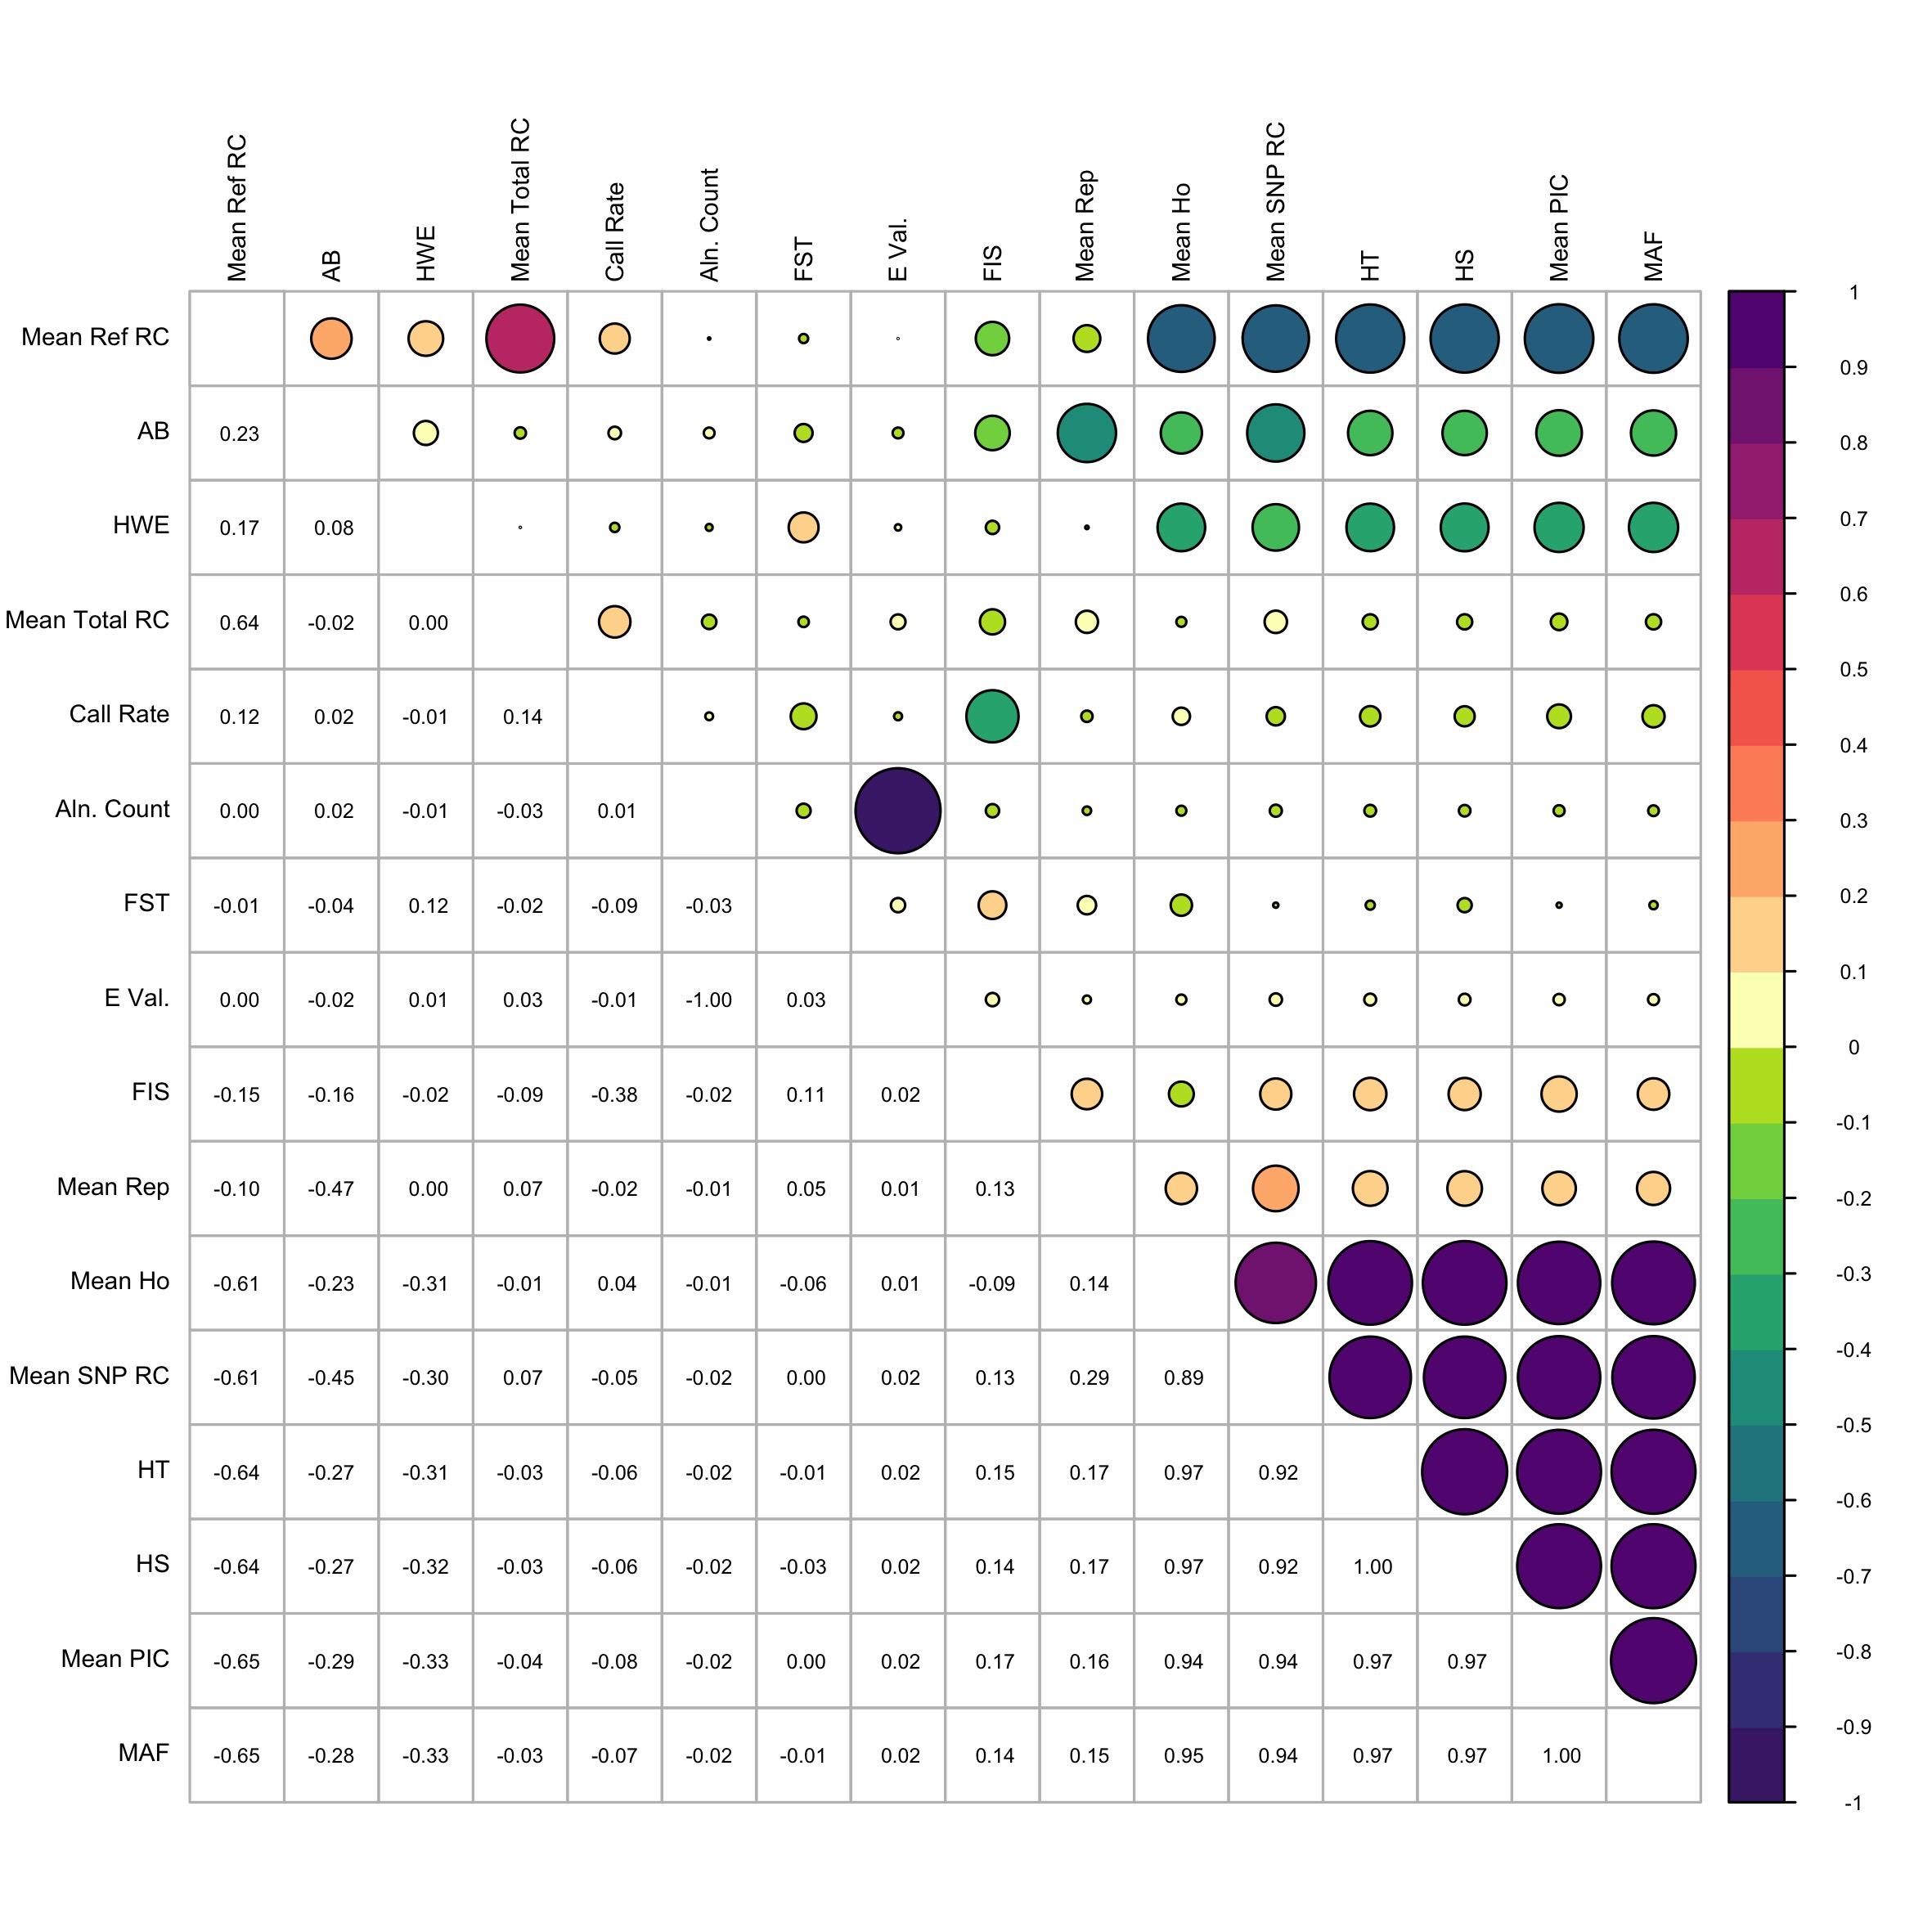 Mean Ref RC
AB
HWE
Mean Total RC
Call Rate
Aln. Count
FST
E Val.
FIS
Mean Rep
Mean Ho
Mean SNP RC
HT
HS
Mean PIC
MAF
Mean Ref RC
AB 0.23
HWE 0.17 0.08
Mean Total RC 0.64 -0.02 0.00
Call Rate 0.12 0.02 -0.01 0.14
Aln. Count 0.00 0.02 -0.01 -0.03 0.01
FST -0.01 -0.04 0.12 -0.02 -0.09 -0.03
E Val. 0.00 -0.02 0.01 0.03 -0.01 -1.00 0.03
FIS -0.15 -0.16 -0.02 -0.09 -0.38 -0.02 0.11 0.02
Mean Rep -0.10 -0.47 0.00 0.07 -0.02 -0.01 0.05 0.01 0.13
Mean Ho -0.61 -0.23 -0.31 -0.01 0.04 -0.01 -0.06 0.01 -0.09 0.14
Mean SNP RC -0.61 -0.45 -0.30 0.07 -0.05 -0.02 0.00 0.02 0.13 0.29 0.89
HT -0.64 -0.27 -0.31 -0.03 -0.06 -0.02 -0.01 0.02 0.15 0.17 0.97 0.92
HS -0.64 -0.27 -0.32 -0.03 -0.06 -0.02 -0.03 0.02 0.14 0.17 0.97 0.92 1.00
Mean PIC -0.65 -0.29 -0.33 -0.04 -0.08 -0.02 0.00 0.02 0.17 0.16 0.94 0.94 0.97 0.97
MAF -0.65 -0.28 -0.33 -0.03 -0.07 -0.02 -0.01 0.02 0.14 0.15 0.95 0.94 0.97 0.97 1.00
1
0.9
0.8
0.7
0.6
0.5
0.4
0.3
0.2
0.1
0
-0.1
-0.2
-0.3
-0.4
-0.5
-0.6
-0.7
-0.8
-0.9
-1